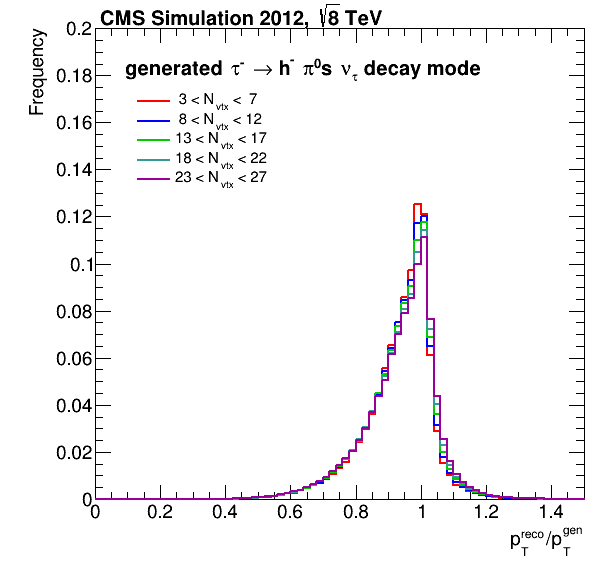 CMS Simulation 2012, √8 TeV
Frequency
generated τ⁻ → h⁻ π⁰s ν_τ decay mode
3 < N_vtx < 7
8 < N_vtx < 12
13 < N_vtx < 17
18 < N_vtx < 22
23 < N_vtx < 27
0.2
0.18
0.16
0.14
0.12
0.1
0.08
0.06
0.04
0.02
0
0 0.2 0.4 0.6 0.8 1 1.2 1.4
p_T^reco/p_T^gen